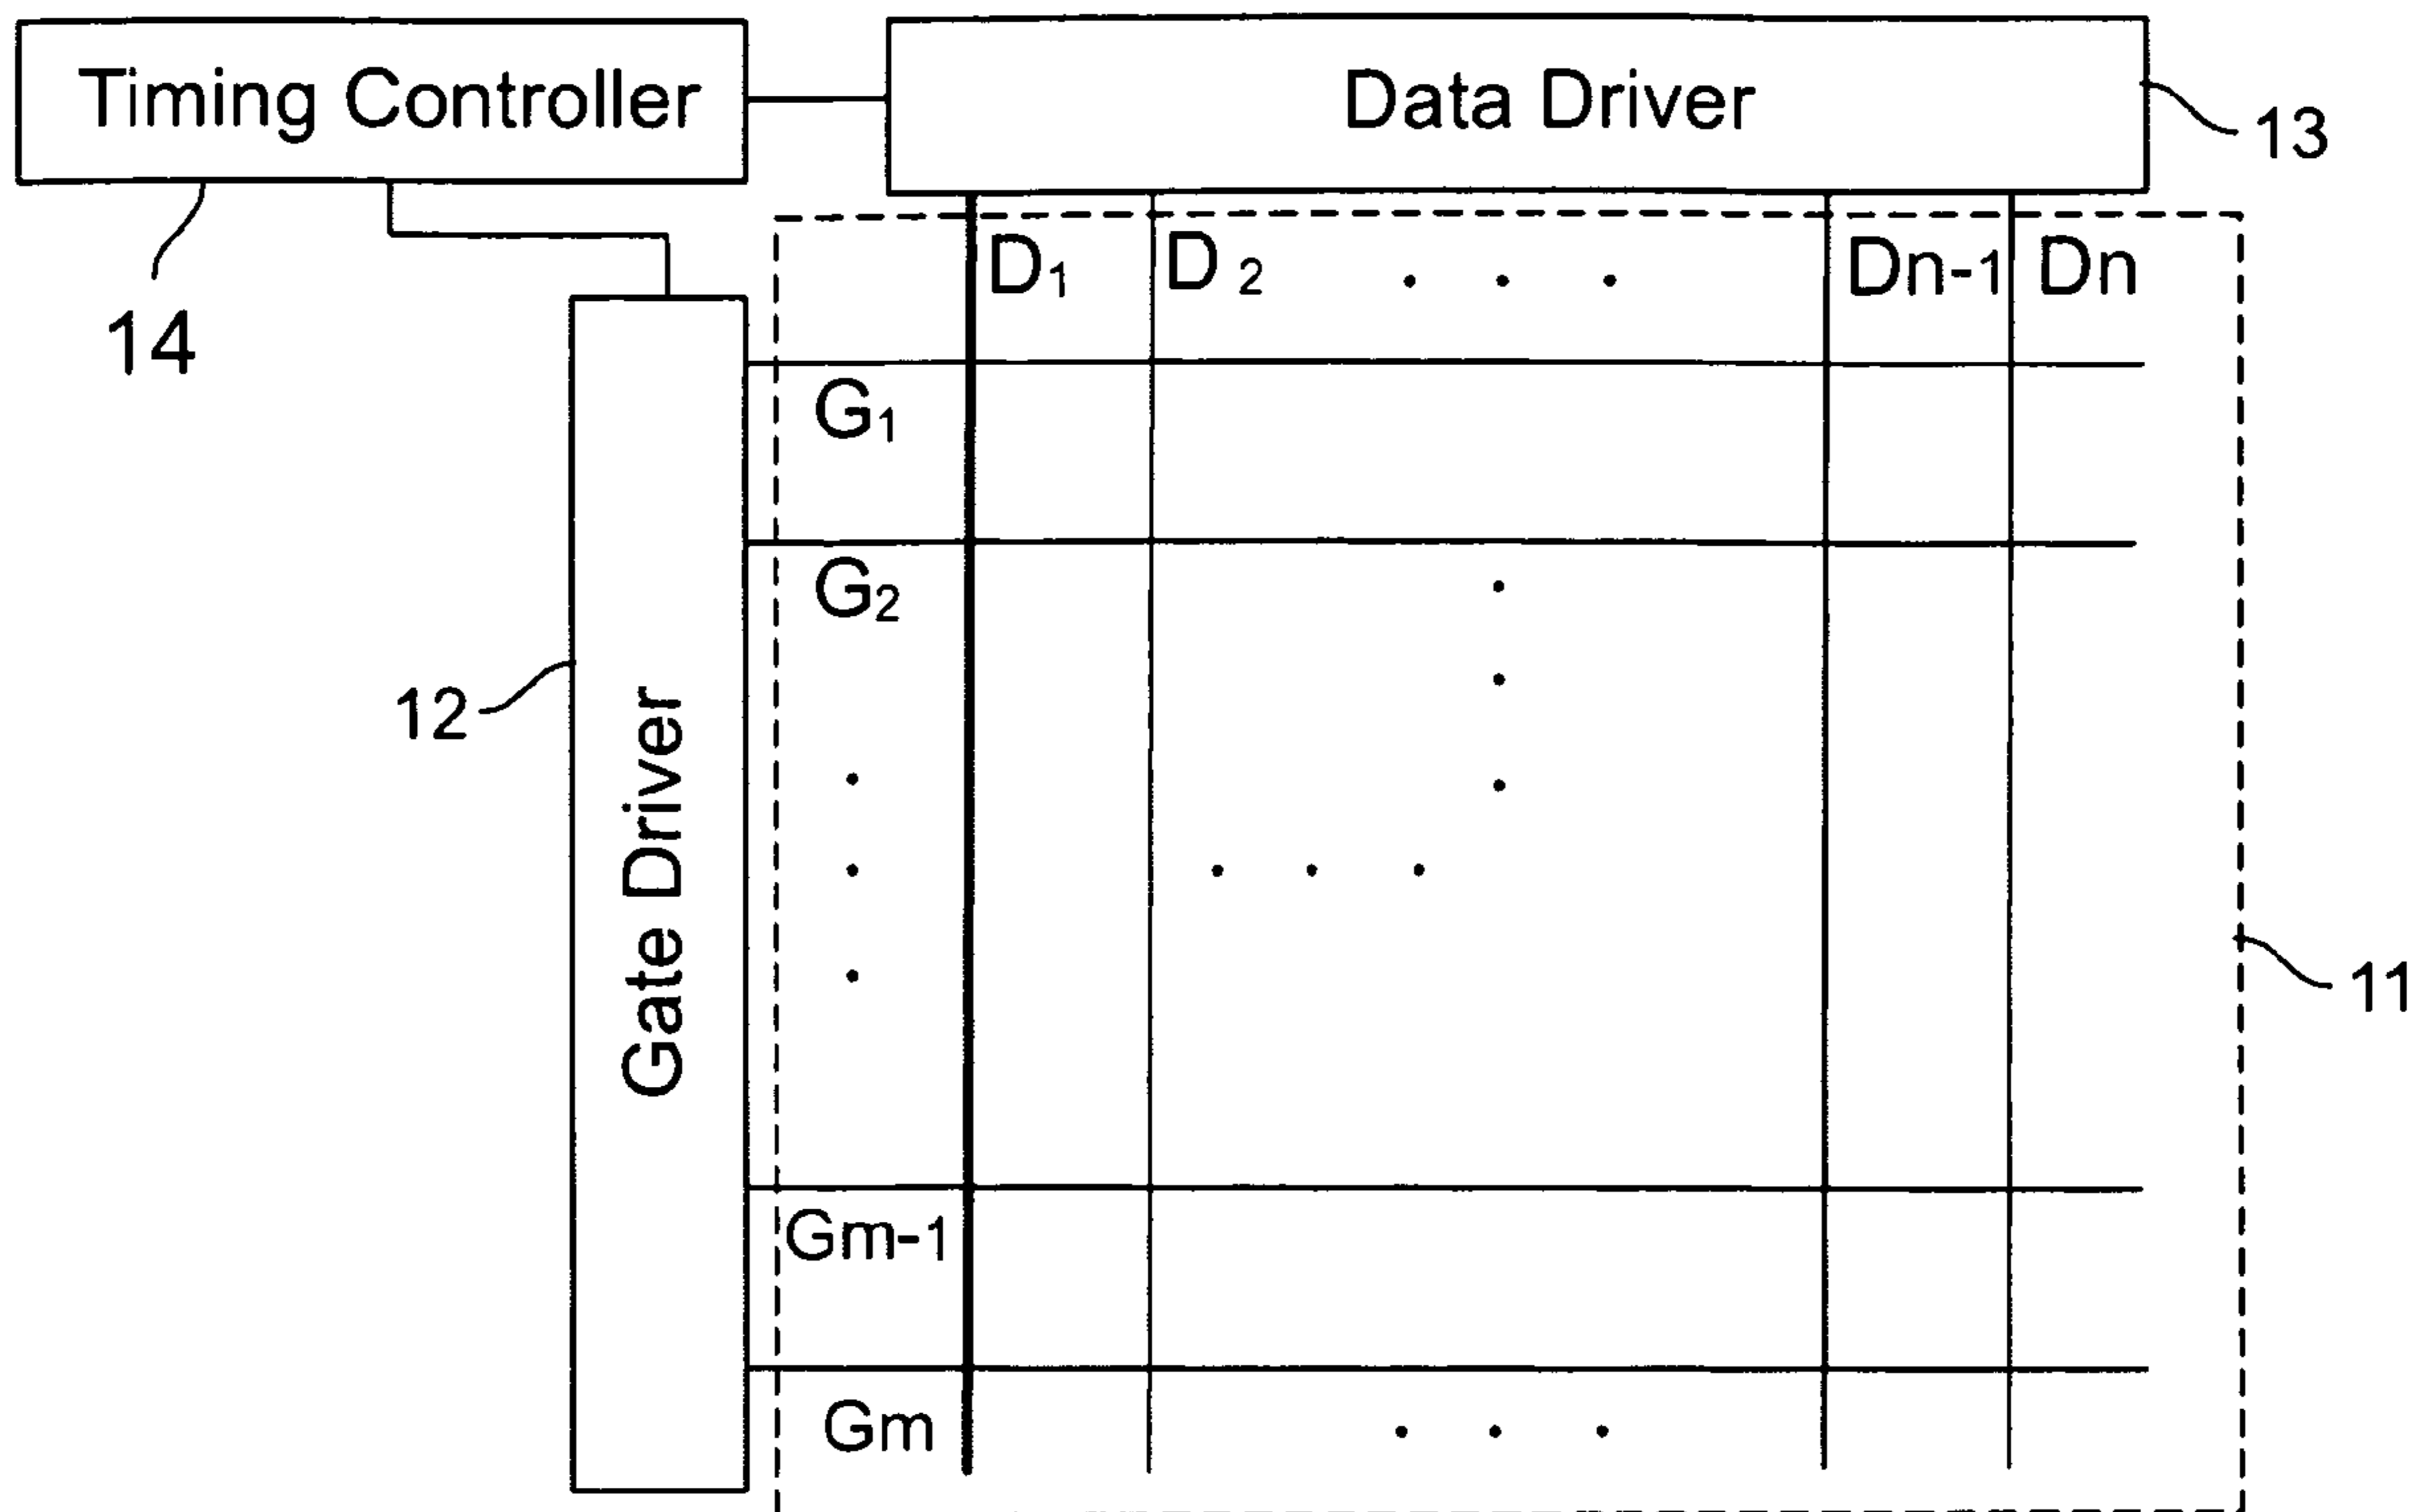 Timing Controller
Data Driver
13
D1 D2 . . . Dn-1 Dn
14
G1
G2
12
Gate Driver
11
Gm-1
Gm